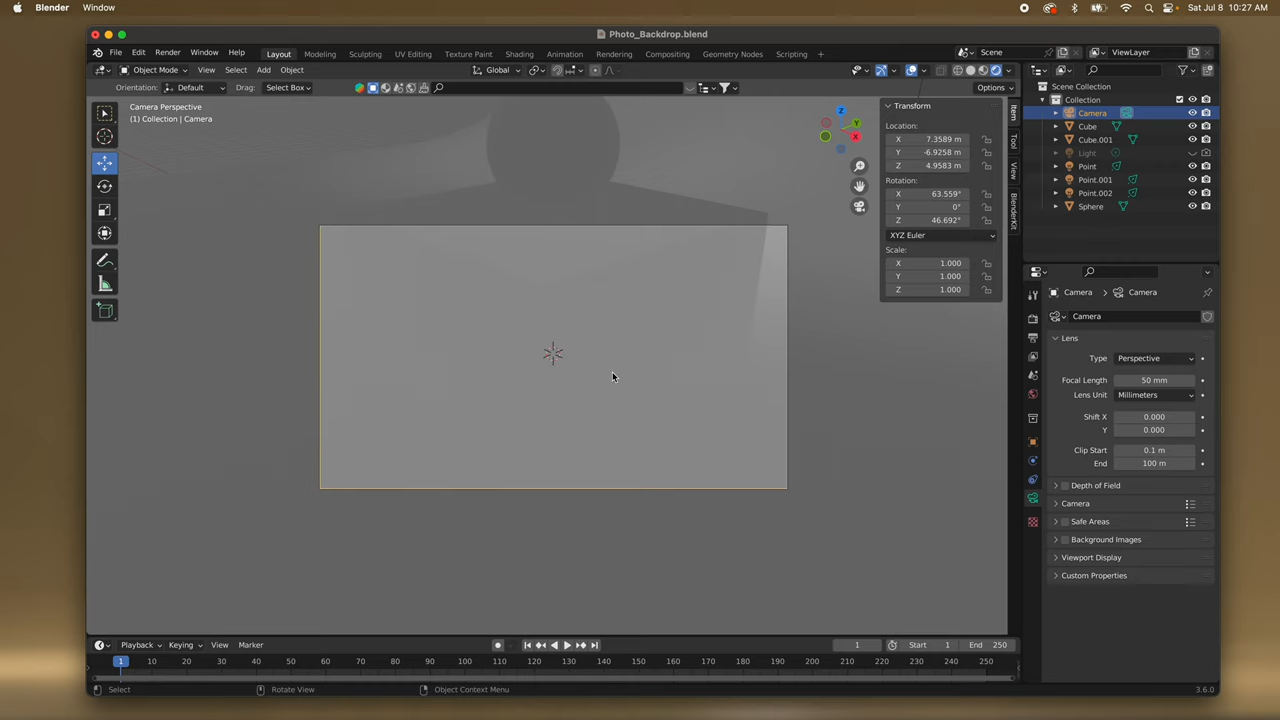 Blender Window Sat Jul 8 10:27 AM
Photo_Backdrop.blend
File Edit Render Window Help Layout Modeling Sculpting UV Editing Texture Paint Shading Animation Rendering Compositing Geometry Nodes Scripting + Scene ViewLayer
Object Mode View Select Add Object Global
Orientation: Default Drag: Select Box Options
Scene Collection
Collection
Camera
Cube
Cube.001
Light
Point
Point.001
Point.002
Sphere
Camera Perspective
(1) Collection | Camera
Z
Y
X
Transform
Location:
X 7.3589 m
Y -6.9258 m
Z 4.9583 m
Rotation:
X 63.559°
Y 0°
Z 46.692°
XYZ Euler
Scale:
X 1.000
Y 1.000
Z 1.000
Item
Tool
View
BlenderKit
Camera > Camera
Camera
Lens
Type Perspective
Focal Length 50 mm
Lens Unit Millimeters
Shift X 0.000
Y 0.000
Clip Start 0.1 m
End 100 m
Depth of Field
Camera
Safe Areas
Background Images
Viewport Display
Custom Properties
Playback Keying View Marker 1 Start 1 End 250
1 10 20 30 40 50 60 70 80 90 100 110 120 130 140 150 160 170 180 190 200 210 220 230 240 250
Select Rotate View Object Context Menu 3.6.0